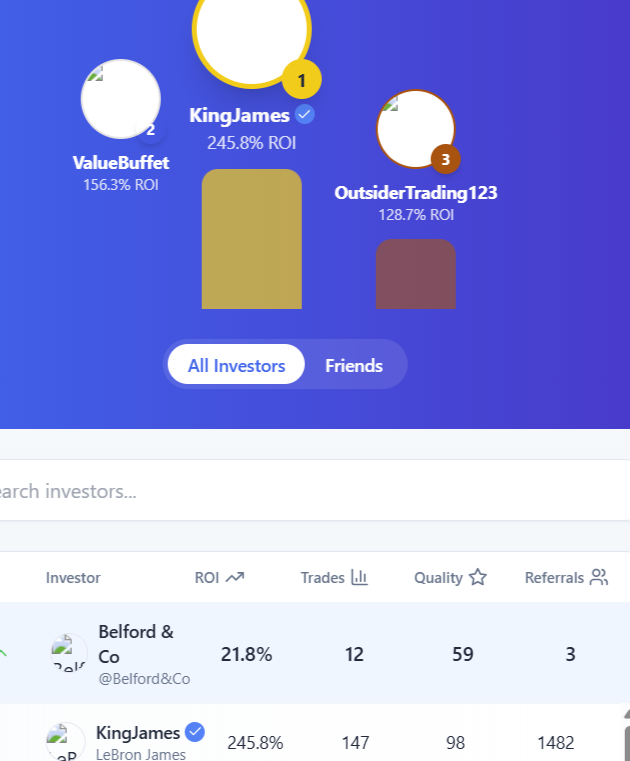 1
2
KingJames
245.8% ROI
3
ValueBuffet
156.3% ROI
OutsiderTrading123
128.7% ROI
All Investors
Friends
earch investors...
Investor
ROI
Trades
Quality
Referrals
Belford &
Co
@Belford&Co
21.8%
12
59
3
KingJames
LeBron James
245.8%
147
98
1482